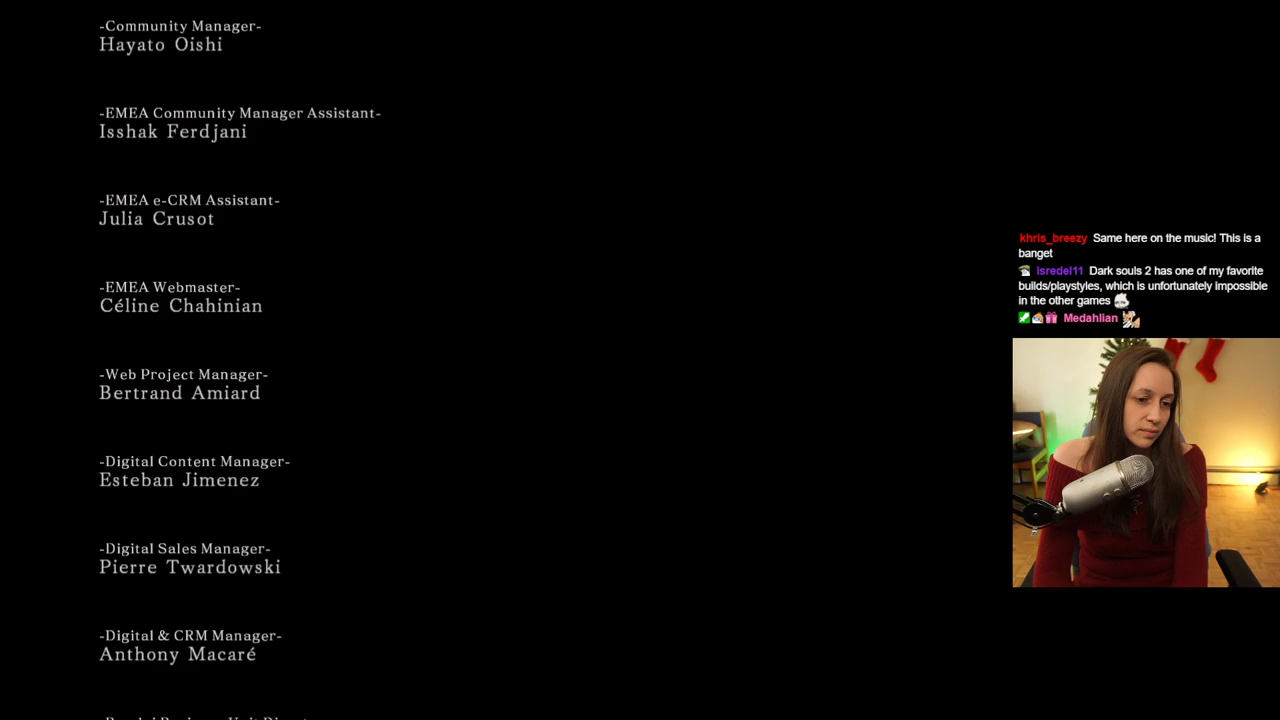 -Community Manager-
Hayato Oishi
-EMEA Community Manager Assistant-
Isshak Ferdjani
-EMEA e-CRM Assistant-
Julia Crusot
-EMEA Webmaster-
Céline Chahinian
-Web Project Manager-
Bertrand Amiard
-Digital Content Manager-
Esteban Jimenez
-Digital Sales Manager-
Pierre Twardowski
-Digital & CRM Manager-
Anthony Macaré
khris_breezy Same here on the music! This is a
banget
isredel11 Dark souls 2 has one of my favorite
builds/playstyles, which is unfortunately impossible
in the other games
Medahlian